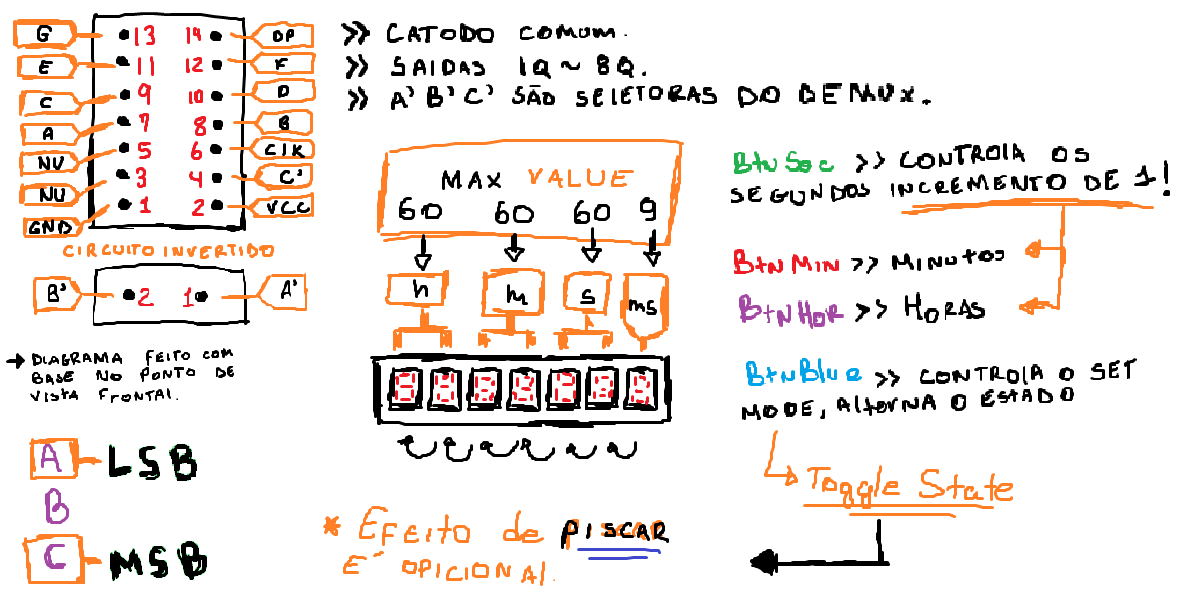 G 13 14 DP
E 11 12 F
C 9 10 D
A 7 8 B
NU 5 6 CLK
NU 3 4 C'
GND 1 2 VCC
CIRCUITO INVERTIDO
B' 2 1 A'
→ DIAGRAMA FEITO COM
BASE NO PONTO DE
VISTA FRONTAL.
A - LSB
B
C - MSB
>> CATODO COMUM.
>> SAIDAS 1Q ~ 8Q.
>> A' B' C' SÃO SELETORAS DO DEMUX.
MAX VALUE
60 60 60 9
h m s ms
* EFEITO de PISCAR
E' OPICIONAL.
BtnSec >> CONTROLA OS
SEGUNDOS INCREMENTO DE 1!
BtnMIN >> MINUTOS
BtnHOR >> HORAS
BtnBlue >> CONTROLA O SET
MODE, AltERNA O ESTADO
Toggle State